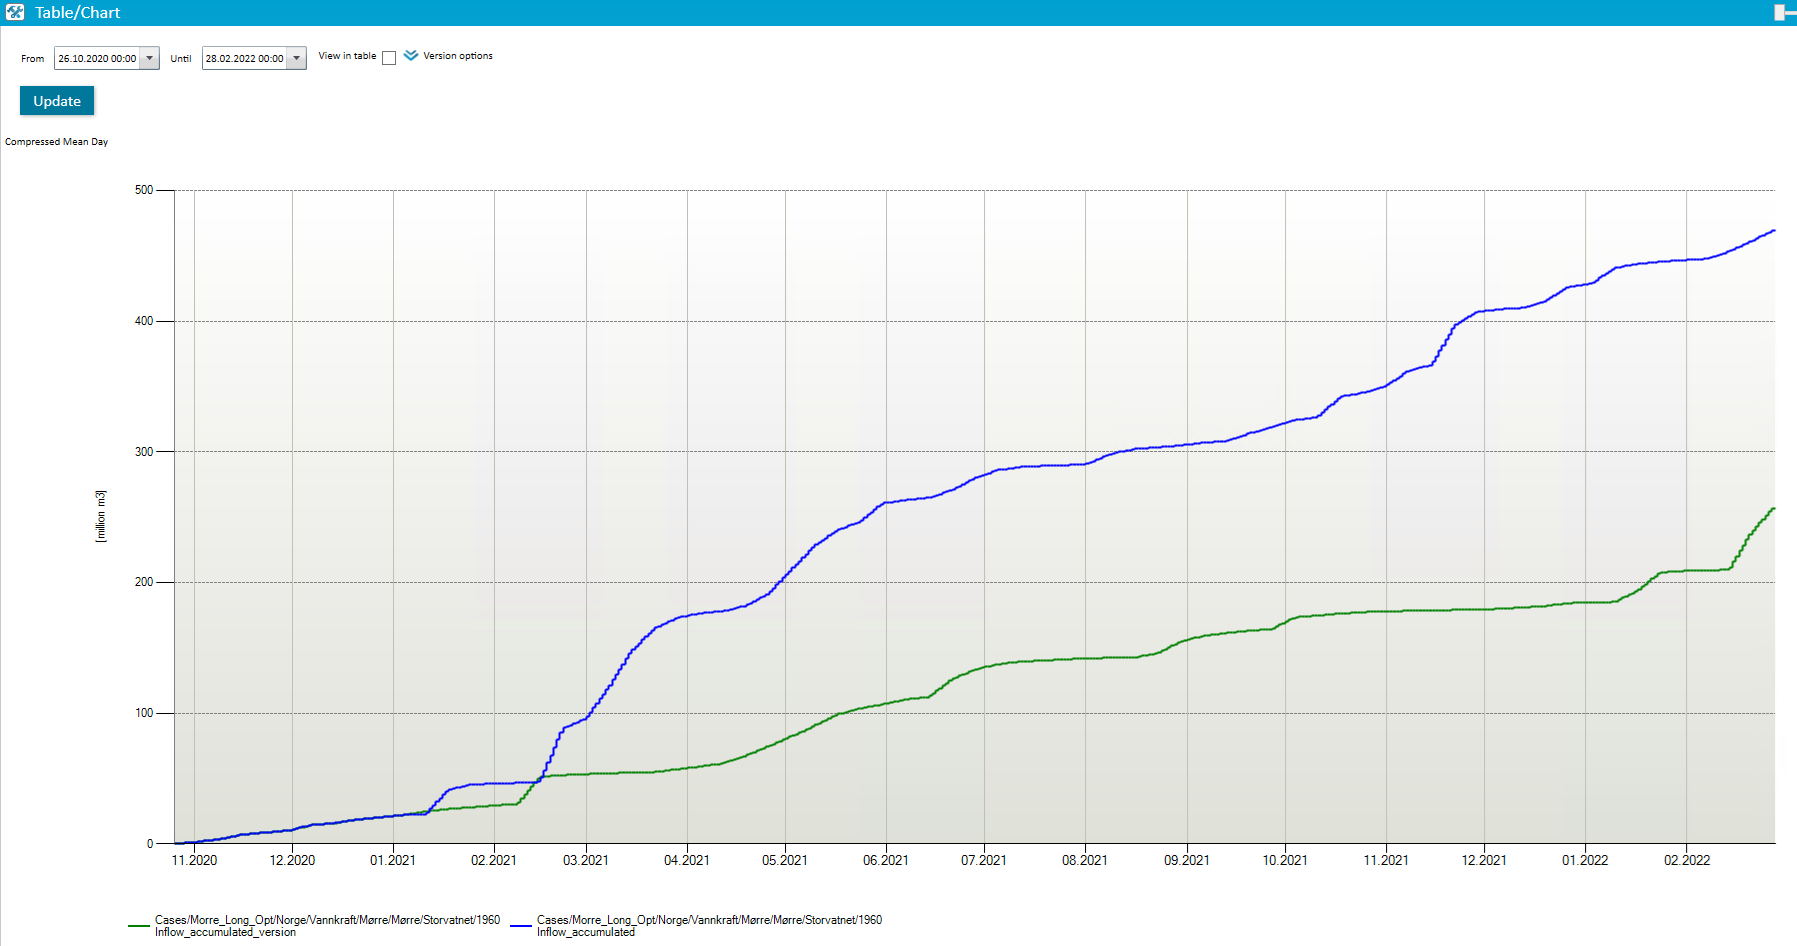 Table/Chart
From 26.10.2020 00:00 Until 28.02.2022 00:00 View in table Version options
Update
Compressed Mean Day
500
400
300
200
100
0
[million m3]
11.2020 12.2020 01.2021 02.2021 03.2021 04.2021 05.2021 06.2021 07.2021 08.2021 09.2021 10.2021 11.2021 12.2021 01.2022 02.2022
Cases/Morre_Long_Opt/Norge/Vannkraft/Mørre/Mørre/Storvatnet/1960
Inflow_accumulated_version
Cases/Morre_Long_Opt/Norge/Vannkraft/Mørre/Mørre/Storvatnet/1960
Inflow_accumulated